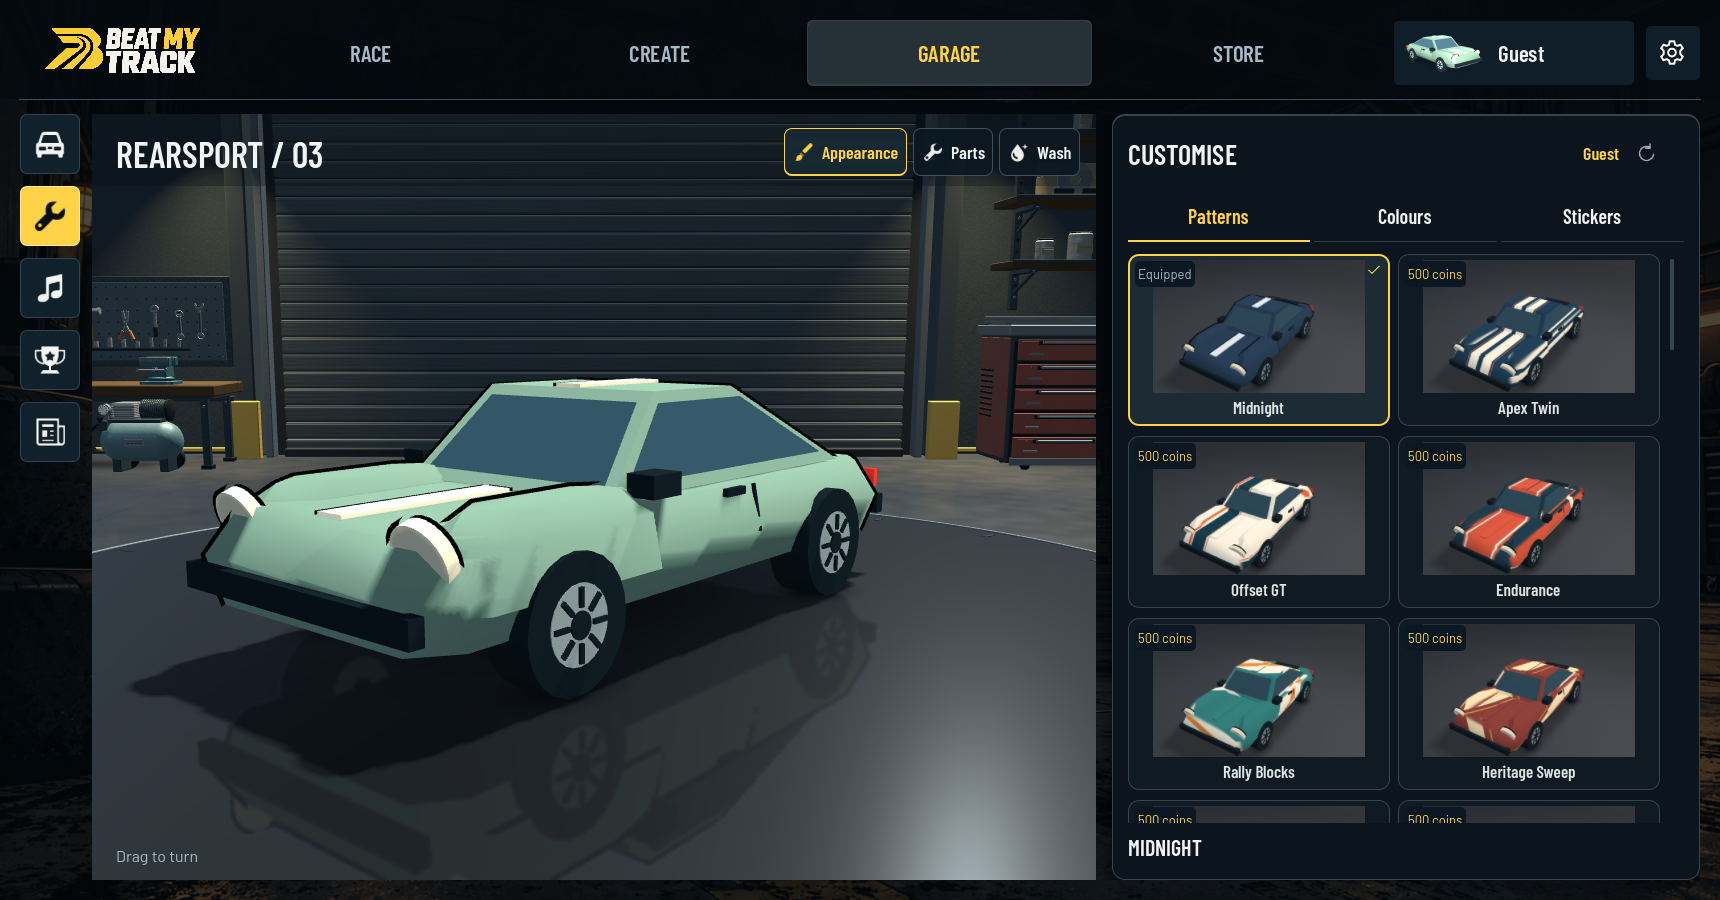 BEAT MY
TRACK
RACE
CREATE
GARAGE
STORE
Guest
REARSPORT / 03
Appearance
Parts
Wash
Drag to turn
CUSTOMISE
Guest
Patterns
Colours
Stickers
Equipped
Midnight
500 coins
Apex Twin
500 coins
Offset GT
500 coins
Endurance
500 coins
Rally Blocks
500 coins
Heritage Sweep
500 coins
500 coins
MIDNIGHT